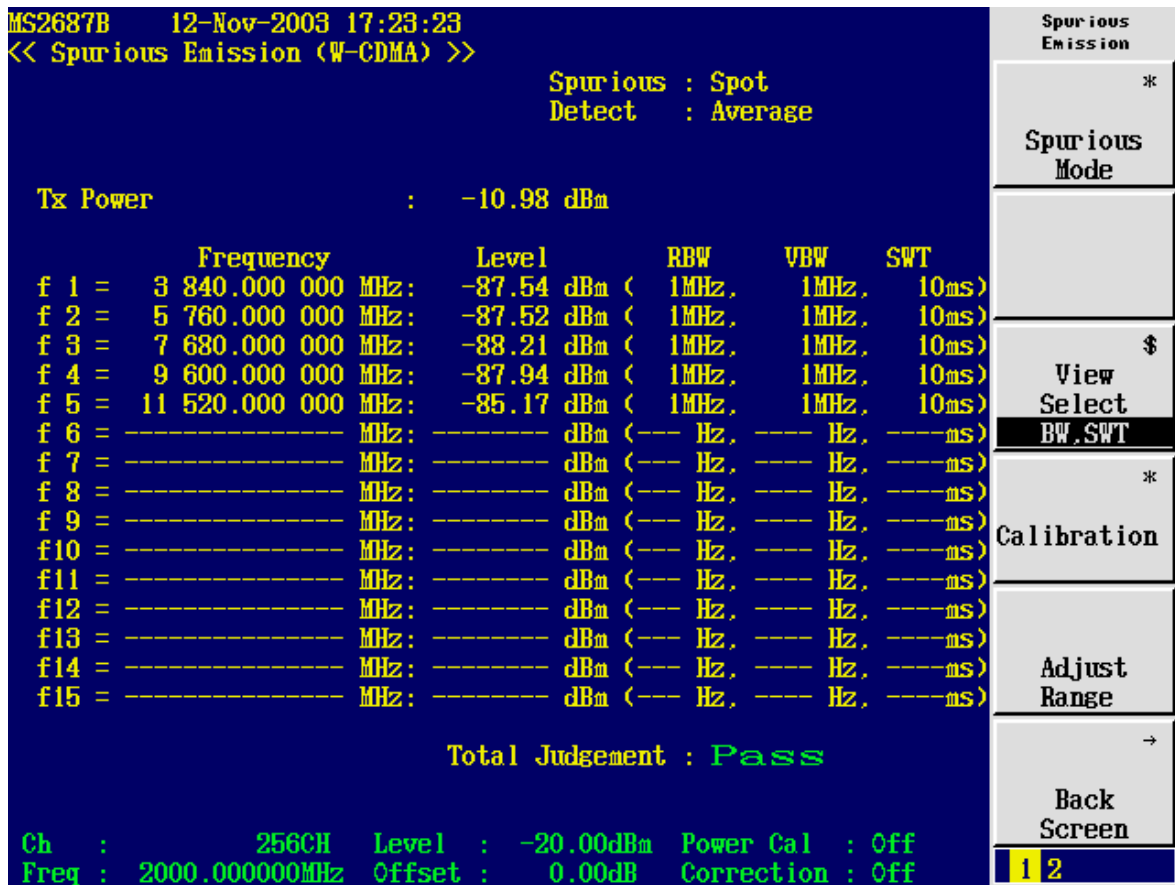 MS2687B 12-Nov-2003 17:23:23
<< Spurious Emission (W-CDMA) >>
Spurious : Spot
Detect : Average
Tx Power : -10.98 dBm
Frequency Level RBW VBW SWT
f 1 = 3 840.000 000 MHz: -87.54 dBm ( 1MHz, 1MHz, 10ms)
f 2 = 5 760.000 000 MHz: -87.52 dBm ( 1MHz, 1MHz, 10ms)
f 3 = 7 680.000 000 MHz: -88.21 dBm ( 1MHz, 1MHz, 10ms)
f 4 = 9 600.000 000 MHz: -87.94 dBm ( 1MHz, 1MHz, 10ms)
f 5 = 11 520.000 000 MHz: -85.17 dBm ( 1MHz, 1MHz, 10ms)
f 6 = --------------- MHz: -------- dBm (--- Hz, ---- Hz, ----ms)
f 7 = --------------- MHz: -------- dBm (--- Hz, ---- Hz, ----ms)
f 8 = --------------- MHz: -------- dBm (--- Hz, ---- Hz, ----ms)
f 9 = --------------- MHz: -------- dBm (--- Hz, ---- Hz, ----ms)
f10 = --------------- MHz: -------- dBm (--- Hz, ---- Hz, ----ms)
f11 = --------------- MHz: -------- dBm (--- Hz, ---- Hz, ----ms)
f12 = --------------- MHz: -------- dBm (--- Hz, ---- Hz, ----ms)
f13 = --------------- MHz: -------- dBm (--- Hz, ---- Hz, ----ms)
f14 = --------------- MHz: -------- dBm (--- Hz, ---- Hz, ----ms)
f15 = --------------- MHz: -------- dBm (--- Hz, ---- Hz, ----ms)
Total Judgement : Pass
Ch : 256CH Level : -20.00dBm Power Cal : Off
Freq : 2000.000000MHz Offset : 0.00dB Correction : Off
Spurious
Emission
*
Spurious
Mode
$
View
Select
BW,SWT
*
Calibration
Adjust
Range
→
Back
Screen
1 2